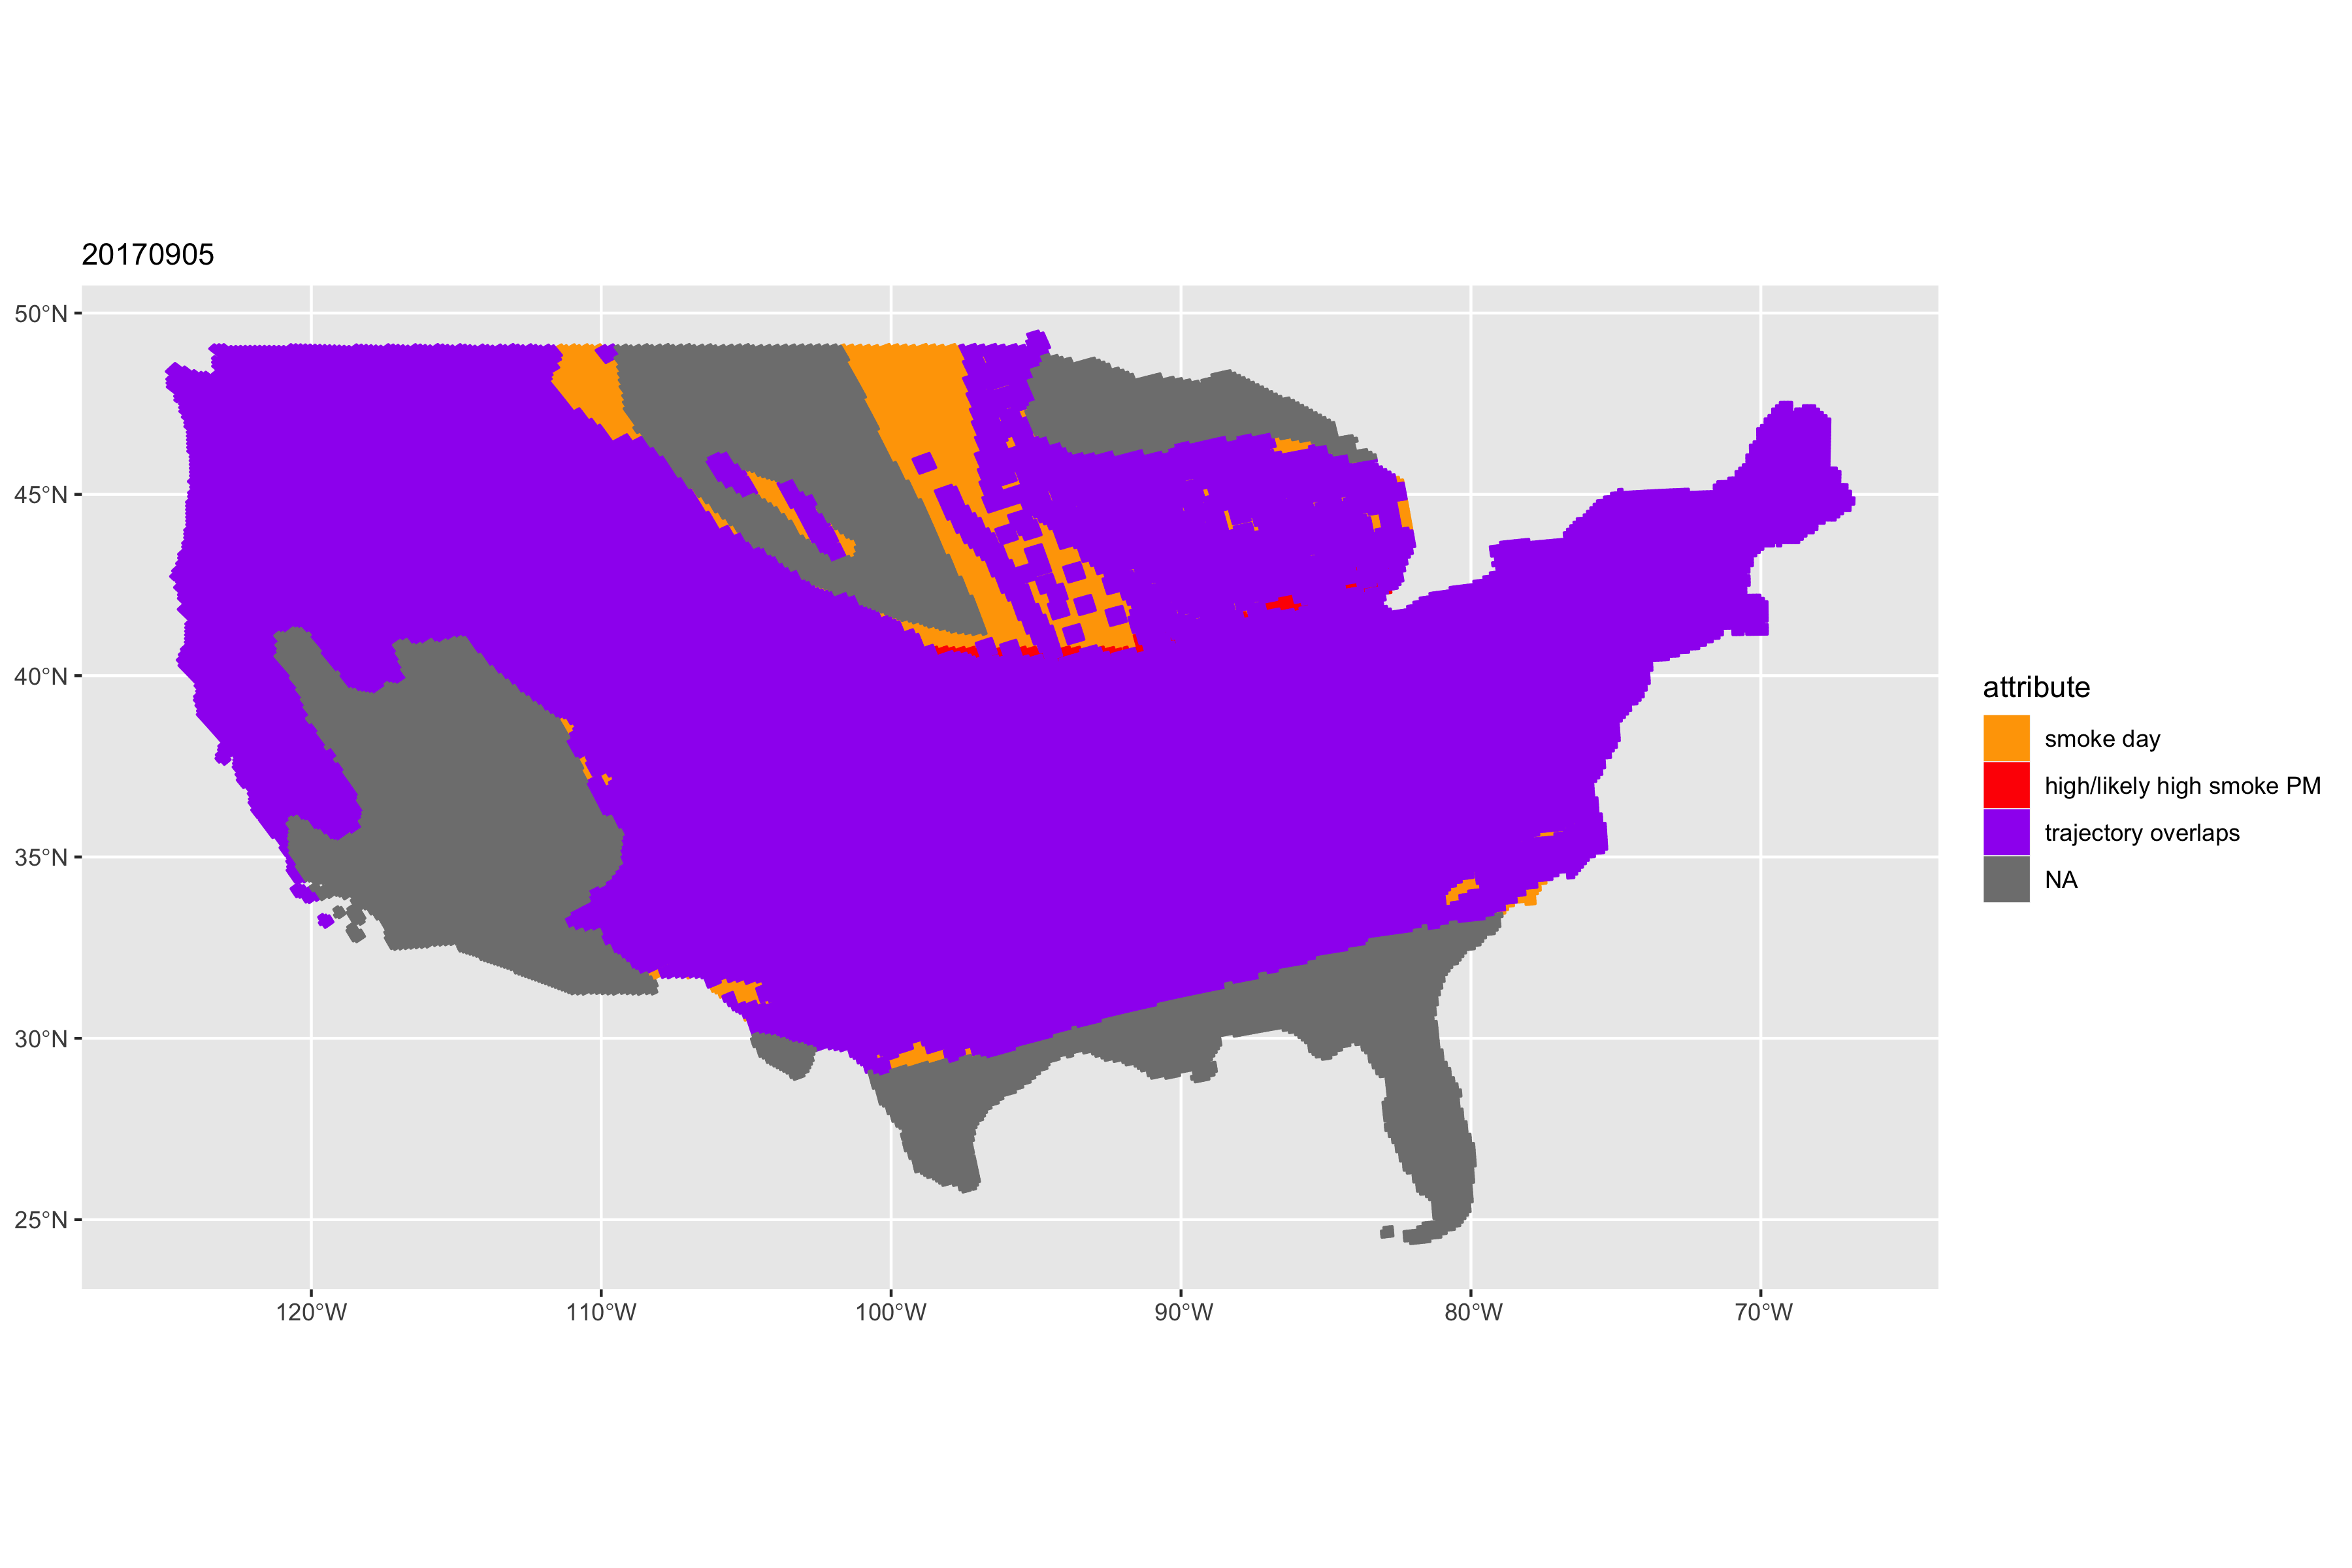 20170905
50°N
45°N
40°N
35°N
30°N
25°N
120°W
110°W
100°W
90°W
80°W
70°W
attribute
smoke day
high/likely high smoke PM
trajectory overlaps
NA